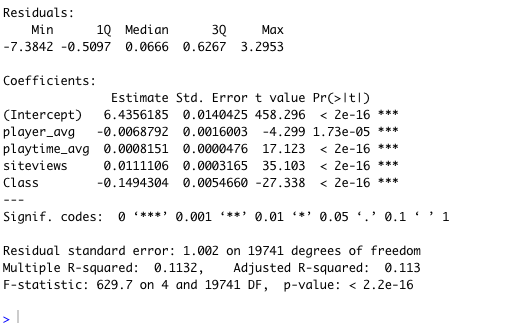 Residuals:
Min 1Q Median 3Q Max
-7.3842 -0.5097 0.0666 0.6267 3.2953
Coefficients:
Estimate Std. Error t value Pr(>|t|)
(Intercept) 6.4356185 0.0140425 458.296 < 2e-16 ***
player_avg -0.0068792 0.0016003 -4.299 1.73e-05 ***
playtime_avg 0.0008151 0.0000476 17.123 < 2e-16 ***
siteviews 0.0111106 0.0003165 35.103 < 2e-16 ***
Class -0.1494304 0.0054660 -27.338 < 2e-16 ***
---
Signif. codes: 0 ‘***’ 0.001 ‘**’ 0.01 ‘*’ 0.05 ‘.’ 0.1 ‘ ’ 1
Residual standard error: 1.002 on 19741 degrees of freedom
Multiple R-squared: 0.1132, Adjusted R-squared: 0.113
F-statistic: 629.7 on 4 and 19741 DF, p-value: < 2.2e-16
>